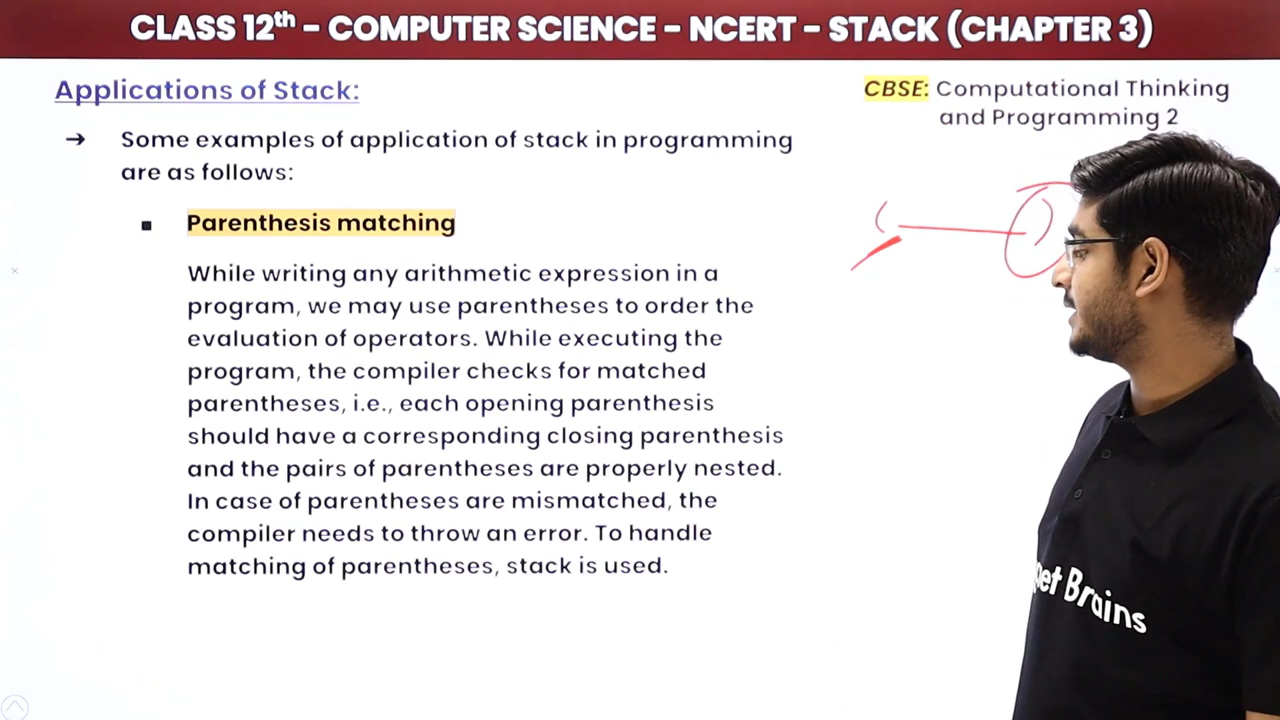 CLASS 12th - COMPUTER SCIENCE - NCERT - STACK (CHAPTER 3)
Applications of Stack:
CBSE: Computational Thinking
and Programming 2
→ Some examples of application of stack in programming
are as follows:
▪ Parenthesis matching
While writing any arithmetic expression in a
program, we may use parentheses to order the
evaluation of operators. While executing the
program, the compiler checks for matched
parentheses, i.e., each opening parenthesis
should have a corresponding closing parenthesis
and the pairs of parentheses are properly nested.
In case of parentheses are mismatched, the
compiler needs to throw an error. To handle
matching of parentheses, stack is used.
( )
Brains